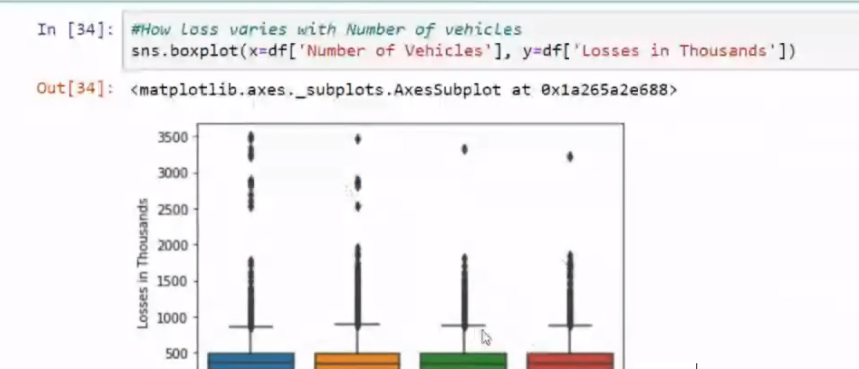 In [34]: #How Loss varies with Number of vehicles
sns.boxplot(x=df['Number of Vehicles'], y=df['Losses in Thousands'])
Out[34]: <matplotlib.axes._subplots.AxesSubplot at 0x1a265a2e688>
3500
3000
2500
2000
1500
1000
500
Losses in Thousands